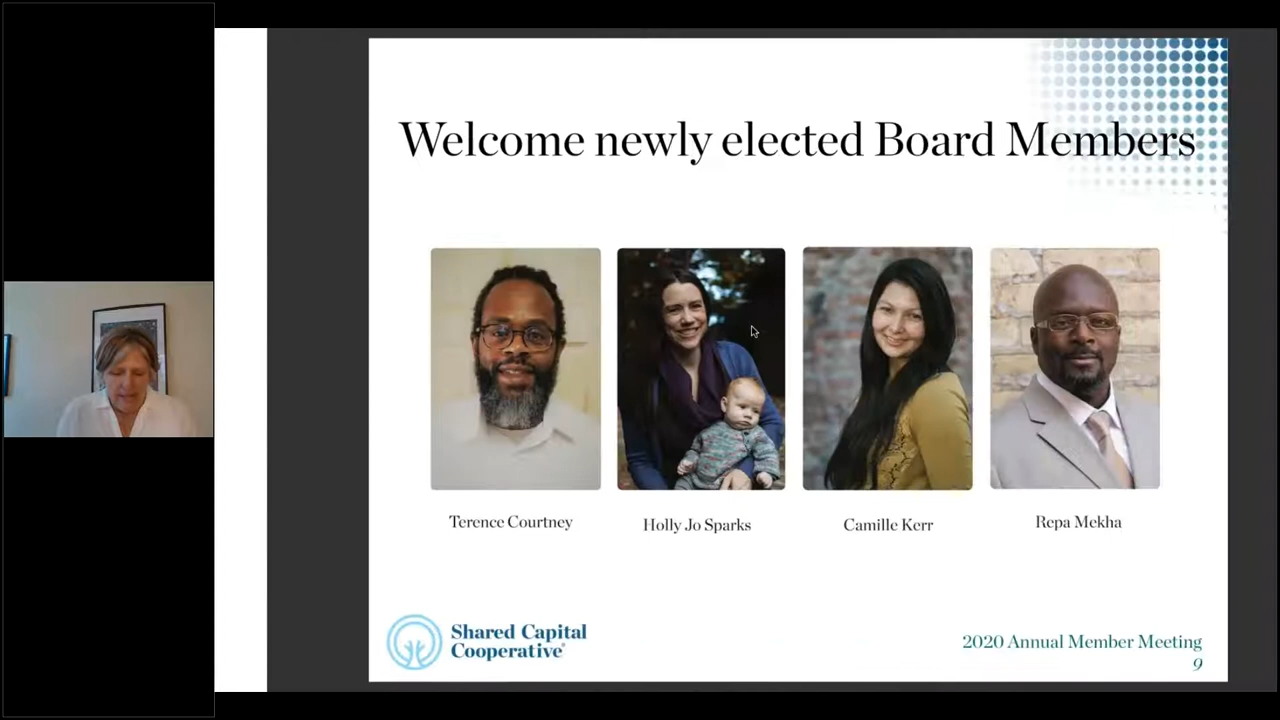 Welcome newly elected Board Members
Terence Courtney
Holly Jo Sparks
Camille Kerr
Repa Mekha
Shared Capital
Cooperative®
2020 Annual Member Meeting
9